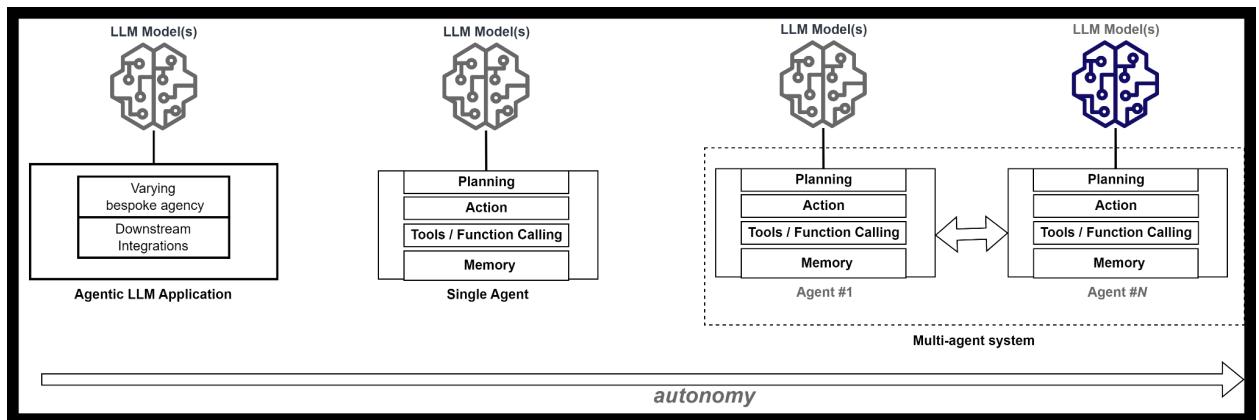 LLM Model(s)
LLM Model(s)
LLM Model(s)
LLM Model(s)
Varying
bespoke agency
Downstream
Integrations
Agentic LLM Application
Planning
Action
Tools / Function Calling
Memory
Single Agent
Planning
Action
Tools / Function Calling
Memory
Agent #1
Planning
Action
Tools / Function Calling
Memory
Agent #N
Multi-agent system
autonomy